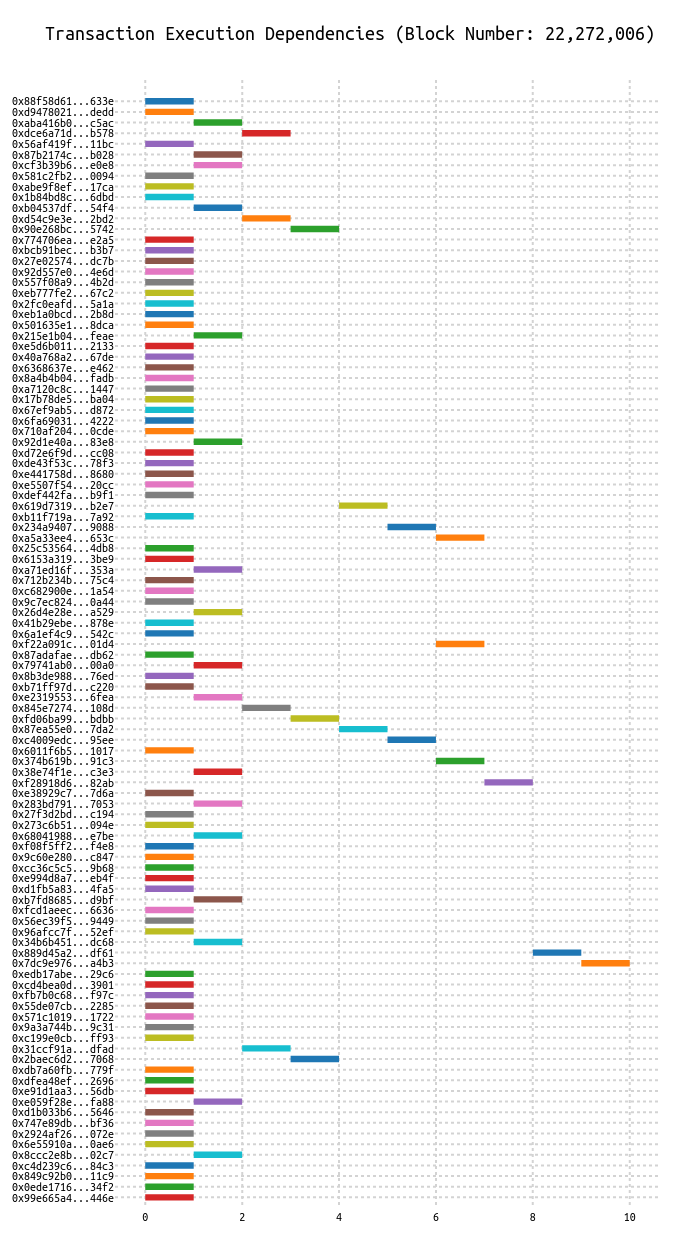 Transaction Execution Dependencies (Block Number: 22,272,006)
0x88f58d61...633e
0xd9478021...dedd
0xaba416b0...c5ac
0xdce6a71d...b578
0x56af419f...11bc
0x87b2174c...b028
0xcf3b39b6...e0e8
0x581c2fb2...0094
0xabe9f8ef...17ca
0x1b84bd8c...6dbd
0xb04537df...54f4
0xd54c9e3e...2bd2
0x90e268bc...5742
0x774706ea...e2a5
0xbcb91bec...b3b7
0x27e02574...dc7b
0x92d557e0...4e6d
0x557f08a9...4b2d
0xeb777fe2...67c2
0x2fc0eafd...5a1a
0xeb1a0bcd...2b8d
0x501635e1...8dca
0x215e1b04...feae
0xe5d6b011...2133
0x40a768a2...67de
0x6368637e...e462
0x8a4b4b04...fadb
0xa7120c8c...1447
0x17b78de5...ba04
0x67ef9ab5...d872
0x6fa69031...4222
0x710af204...0cde
0x92d1e40a...83e8
0xd72e6f9d...cc08
0xde43f53c...78f3
0xe441758d...8680
0xe5507f54...20cc
0xdef442fa...b9f1
0x619d7319...b2e7
0xb11f719a...7a92
0x234a9407...9088
0xa5a33ee4...653c
0x25c53564...4db8
0x6153a319...3be9
0xa71ed16f...353a
0x712b234b...75c4
0xc682900e...1a54
0x9c7ec824...0a44
0x26d4e28e...a529
0x41b29ebe...878e
0x6a1ef4c9...542c
0xf22a091c...01d4
0x87adafae...db62
0x79741ab0...00a0
0x8b3de988...76ed
0xb71ff97d...c220
0xe2319553...6fea
0x845e7274...108d
0xfd06ba99...bdbb
0x87ea55e0...7da2
0xc4009edc...95ee
0x6011f6b5...1017
0x374b619b...91c3
0x38e74f1e...c3e3
0xf28918d6...82ab
0xe38929c7...7d6a
0x283bd791...7053
0x27f3d2bd...c194
0x273c6b51...094e
0x68041988...e7be
0xf08f5ff2...f4e8
0x9c60e280...c847
0xcc36c5c5...9b68
0xe994d8a7...eb4f
0xd1fb5a83...4fa5
0xb7fd8685...d9bf
0xfcd1aeec...6636
0x56ec39f5...9449
0x96afcc7f...52ef
0x34b6b451...dc68
0x889d45a2...df61
0x7dc9e976...a4b3
0xedb17abe...29c6
0xcd4bea0d...3901
0xfb7b0c68...f97c
0x55de07cb...2285
0x571c1019...1722
0x9a3a744b...9c31
0xc199e0cb...ff93
0x31ccf91a...dfad
0x2baec6d2...7068
0xdb7a60fb...779f
0xdfea48ef...2696
0xe91d1aa3...56db
0xe059f28e...fa88
0xd1b033b6...5646
0x747e89db...bf36
0x2924af26...072e
0x6e55910a...0ae6
0x8ccc2e8b...02c7
0xc4d239c6...84c3
0x849c92b0...11c9
0x0ede1716...34f2
0x99e665a4...446e
0 2 4 6 8 10